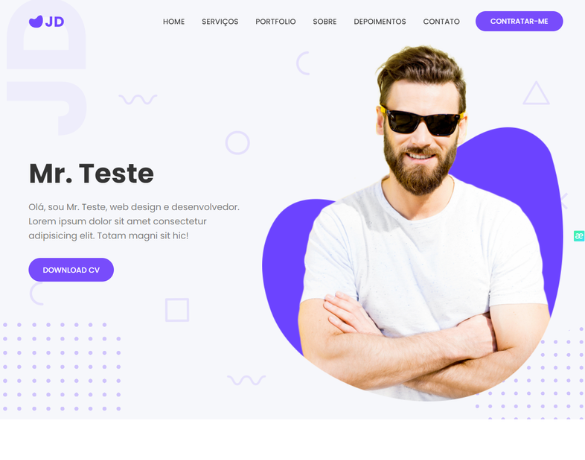 JD
HOME SERVIÇOS PORTFOLIO SOBRE DEPOIMENTOS CONTATO CONTRATAR-ME
JD
Mr. Teste
Olá, sou Mr. Teste, web design e desenvolvedor.
Lorem ipsum dolor sit amet consectetur
adipisicing elit. Totam magni sit hic!
DOWNLOAD CV
æ